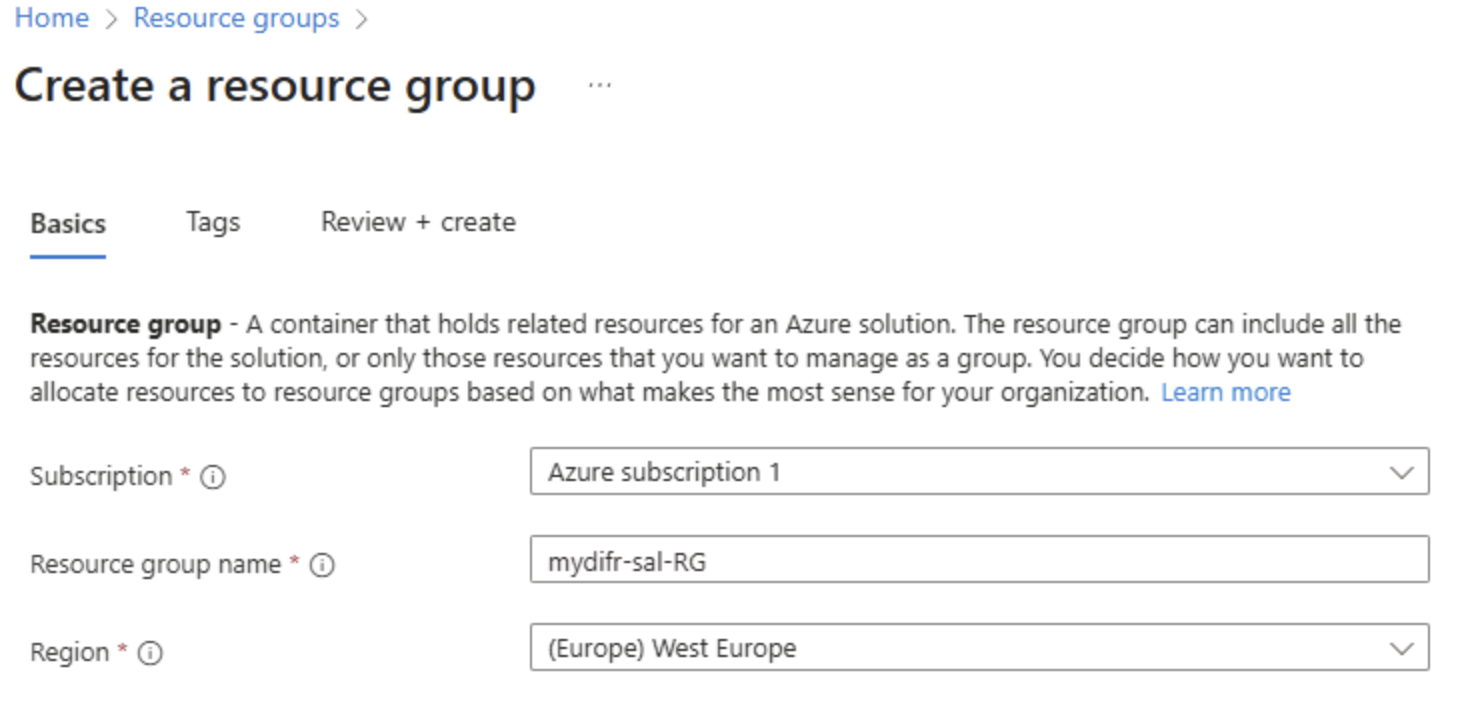 Home > Resource groups >
Create a resource group ...
Basics Tags Review + create
Resource group - A container that holds related resources for an Azure solution. The resource group can include all the
resources for the solution, or only those resources that you want to manage as a group. You decide how you want to
allocate resources to resource groups based on what makes the most sense for your organization. Learn more
Subscription * Azure subscription 1
Resource group name * mydifr-sal-RG
Region * (Europe) West Europe